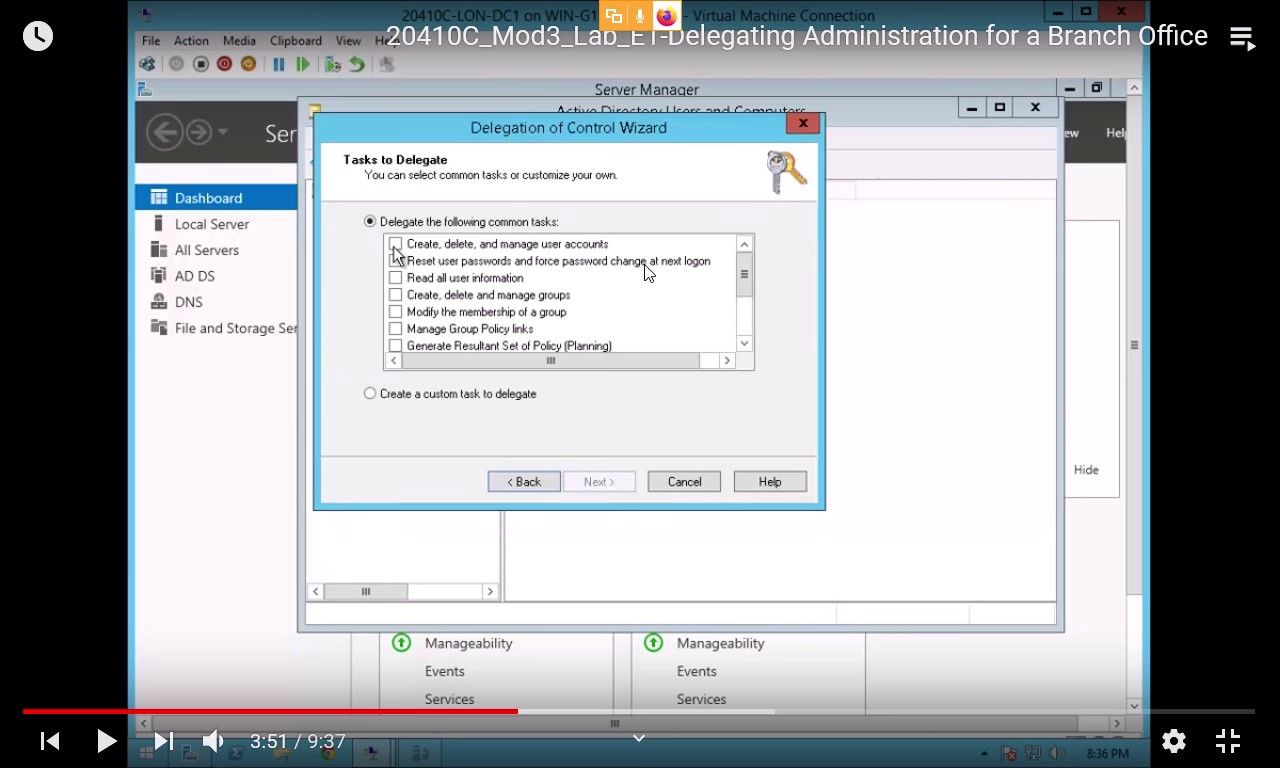 20410C-LON-DC1 on WIN-G1
- Virtual Machine Connection
20410C_Mod3_Lab_E1-Delegating Administration for a Branch Office
File Action Media Clipboard View
Server Manager
Active Directory Users and Computers
Delegation of Control Wizard
Tasks to Delegate
You can select common tasks or customize your own.
Dashboard
Local Server
All Servers
AD DS
DNS
File and Storage Ser
Delegate the following common tasks:
Create, delete, and manage user accounts
Reset user passwords and force password change at next logon
Read all user information
Create, delete and manage groups
Modify the membership of a group
Manage Group Policy links
Generate Resultant Set of Policy (Planning)
Create a custom task to delegate
< Back
Next >
Cancel
Help
Hide
Manageability
Events
Services
Manageability
Events
Services
3:51 / 9:37
8:36 PM